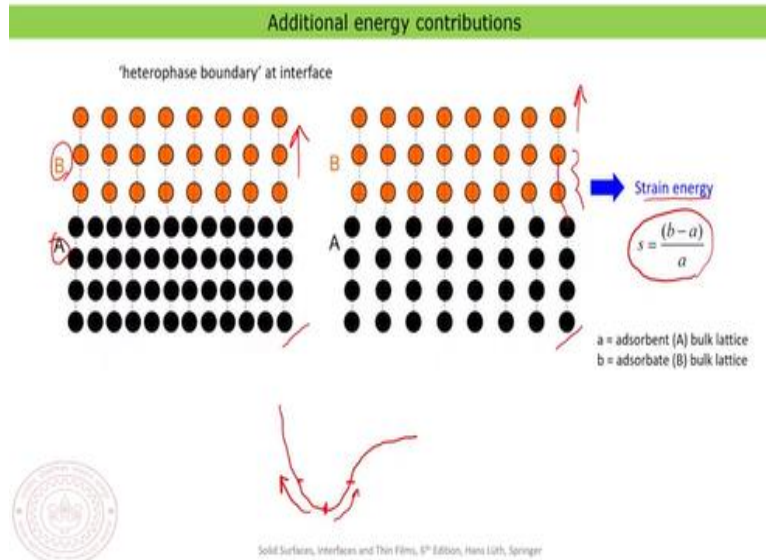 Additional energy contributions
'heterophase boundary' at interface
B
A
B
A
Strain energy
s = (b-a)/a
a = adsorbent (A) bulk lattice
b = adsorbate (B) bulk lattice
Solid Surfaces, Interfaces and Thin Films, 6th Edition, Hans Lüth, Springer